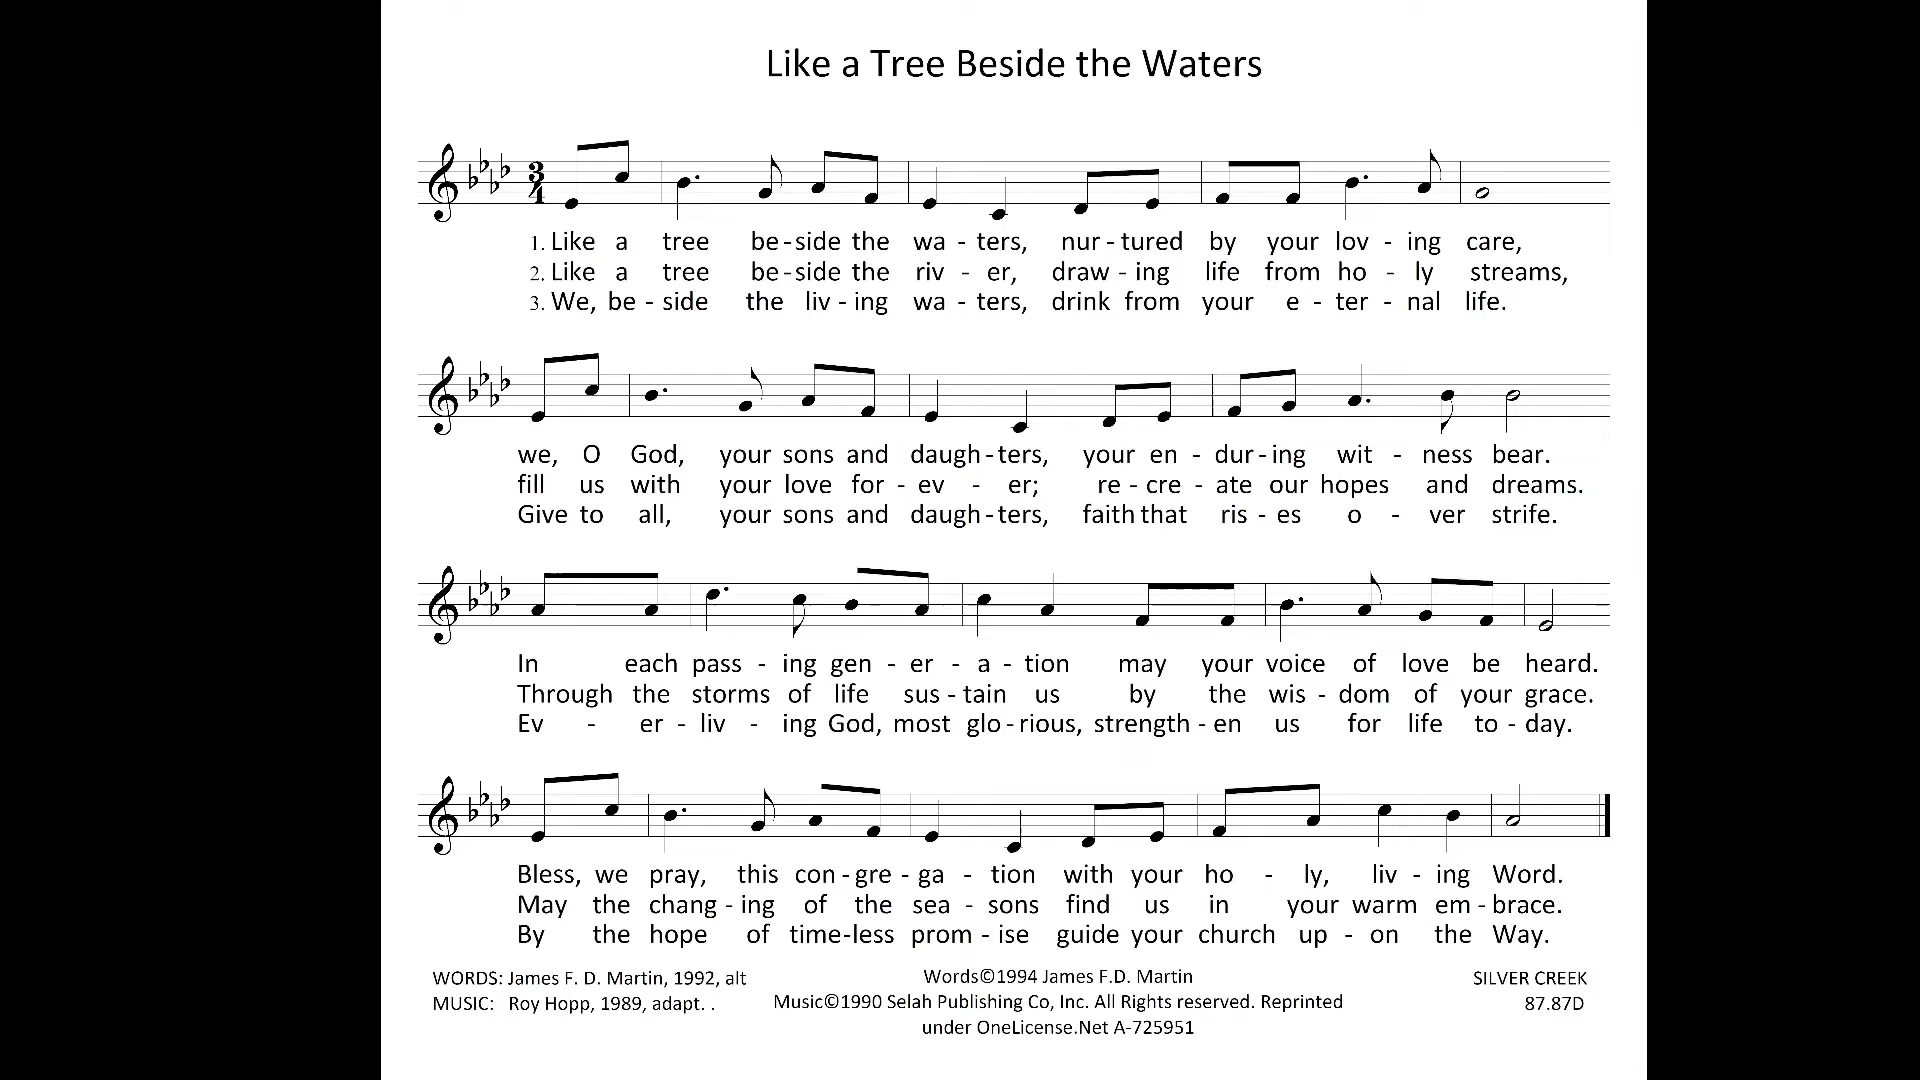 Like a Tree Beside the Waters
3
4
1. Like a tree be-side the wa - ters, nur - tured by your lov - ing care,
2. Like a tree be-side the riv - er, draw - ing life from ho - ly streams,
3. We, be - side the liv - ing wa - ters, drink from your e - ter - nal life.
we, O God, your sons and daugh-ters, your en - dur-ing wit - ness bear.
fill us with your love for - ev - er; re-cre - ate our hopes and dreams.
Give to all, your sons and daugh-ters, faith that ris - es o - ver strife.
In each pass - ing gen - er - a - tion may your voice of love be heard.
Through the storms of life sus - tain us by the wis - dom of your grace.
Ev - er - liv - ing God, most glo-rious, strength-en us for life to-day.
Bless, we pray, this con-gre-ga - tion with your ho - ly, liv - ing Word.
May the chang-ing of the sea - sons find us in your warm em-brace.
By the hope of time-less prom - ise guide your church up - on the Way.
WORDS: James F. D. Martin, 1992, alt
MUSIC: Roy Hopp, 1989, adapt. .
Words©1994 James F.D. Martin
Music©1990 Selah Publishing Co, Inc. All Rights reserved. Reprinted
under OneLicense.Net A-725951
SILVER CREEK
87.87D